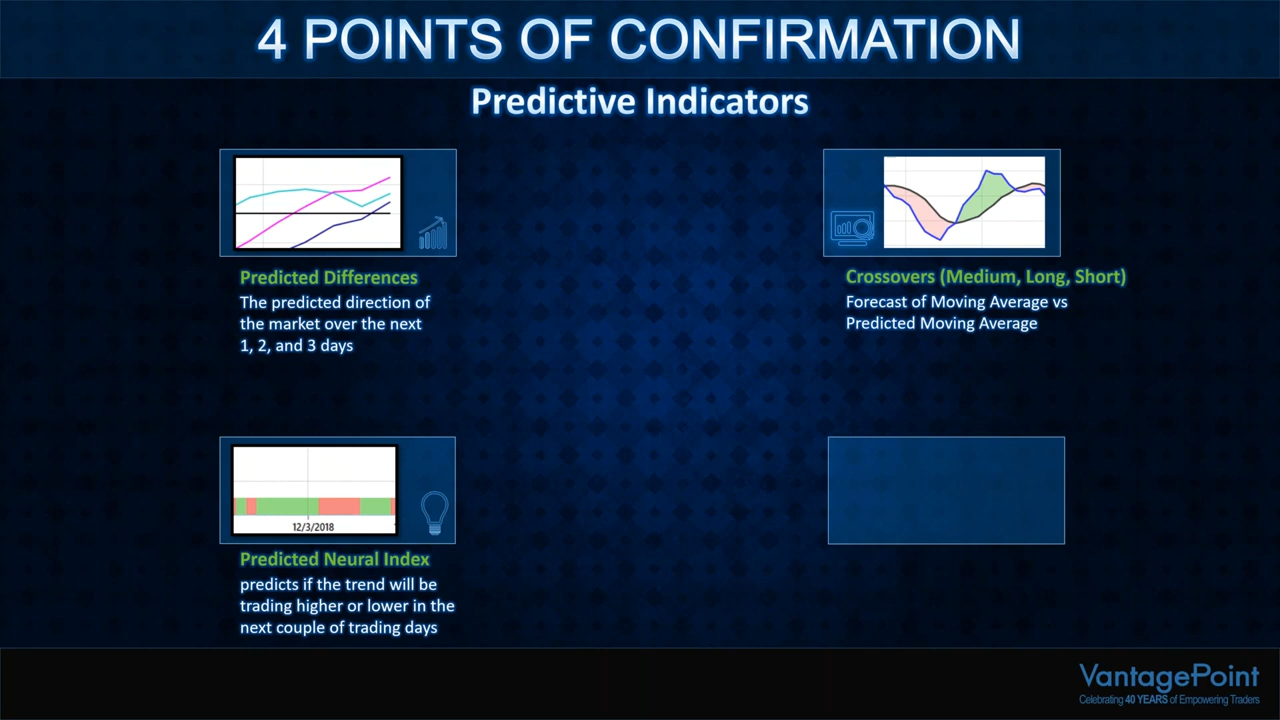 4 POINTS OF CONFIRMATION
Predictive Indicators
Predicted Differences
The predicted direction of
the market over the next
1, 2, and 3 days
Crossovers (Medium, Long, Short)
Forecast of Moving Average vs
Predicted Moving Average
12/3/2018
Predicted Neural Index
predicts if the trend will be
trading higher or lower in the
next couple of trading days
VantagePoint
Celebrating 40 YEARS of Empowering Traders